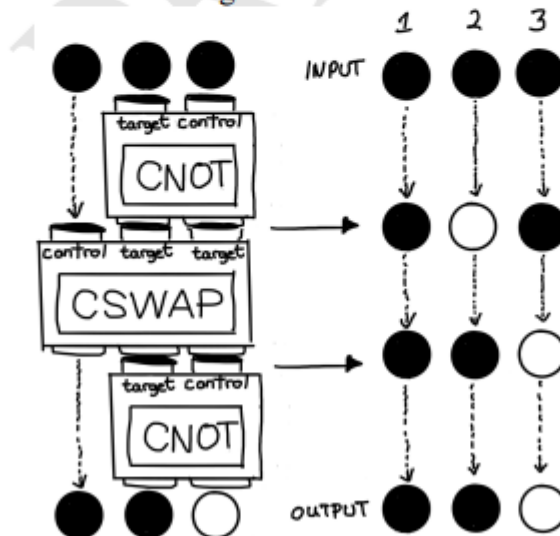 1 2 3
INPUT
target control
CNOT
control target target
CSWAP
target control
CNOT
OUTPUT